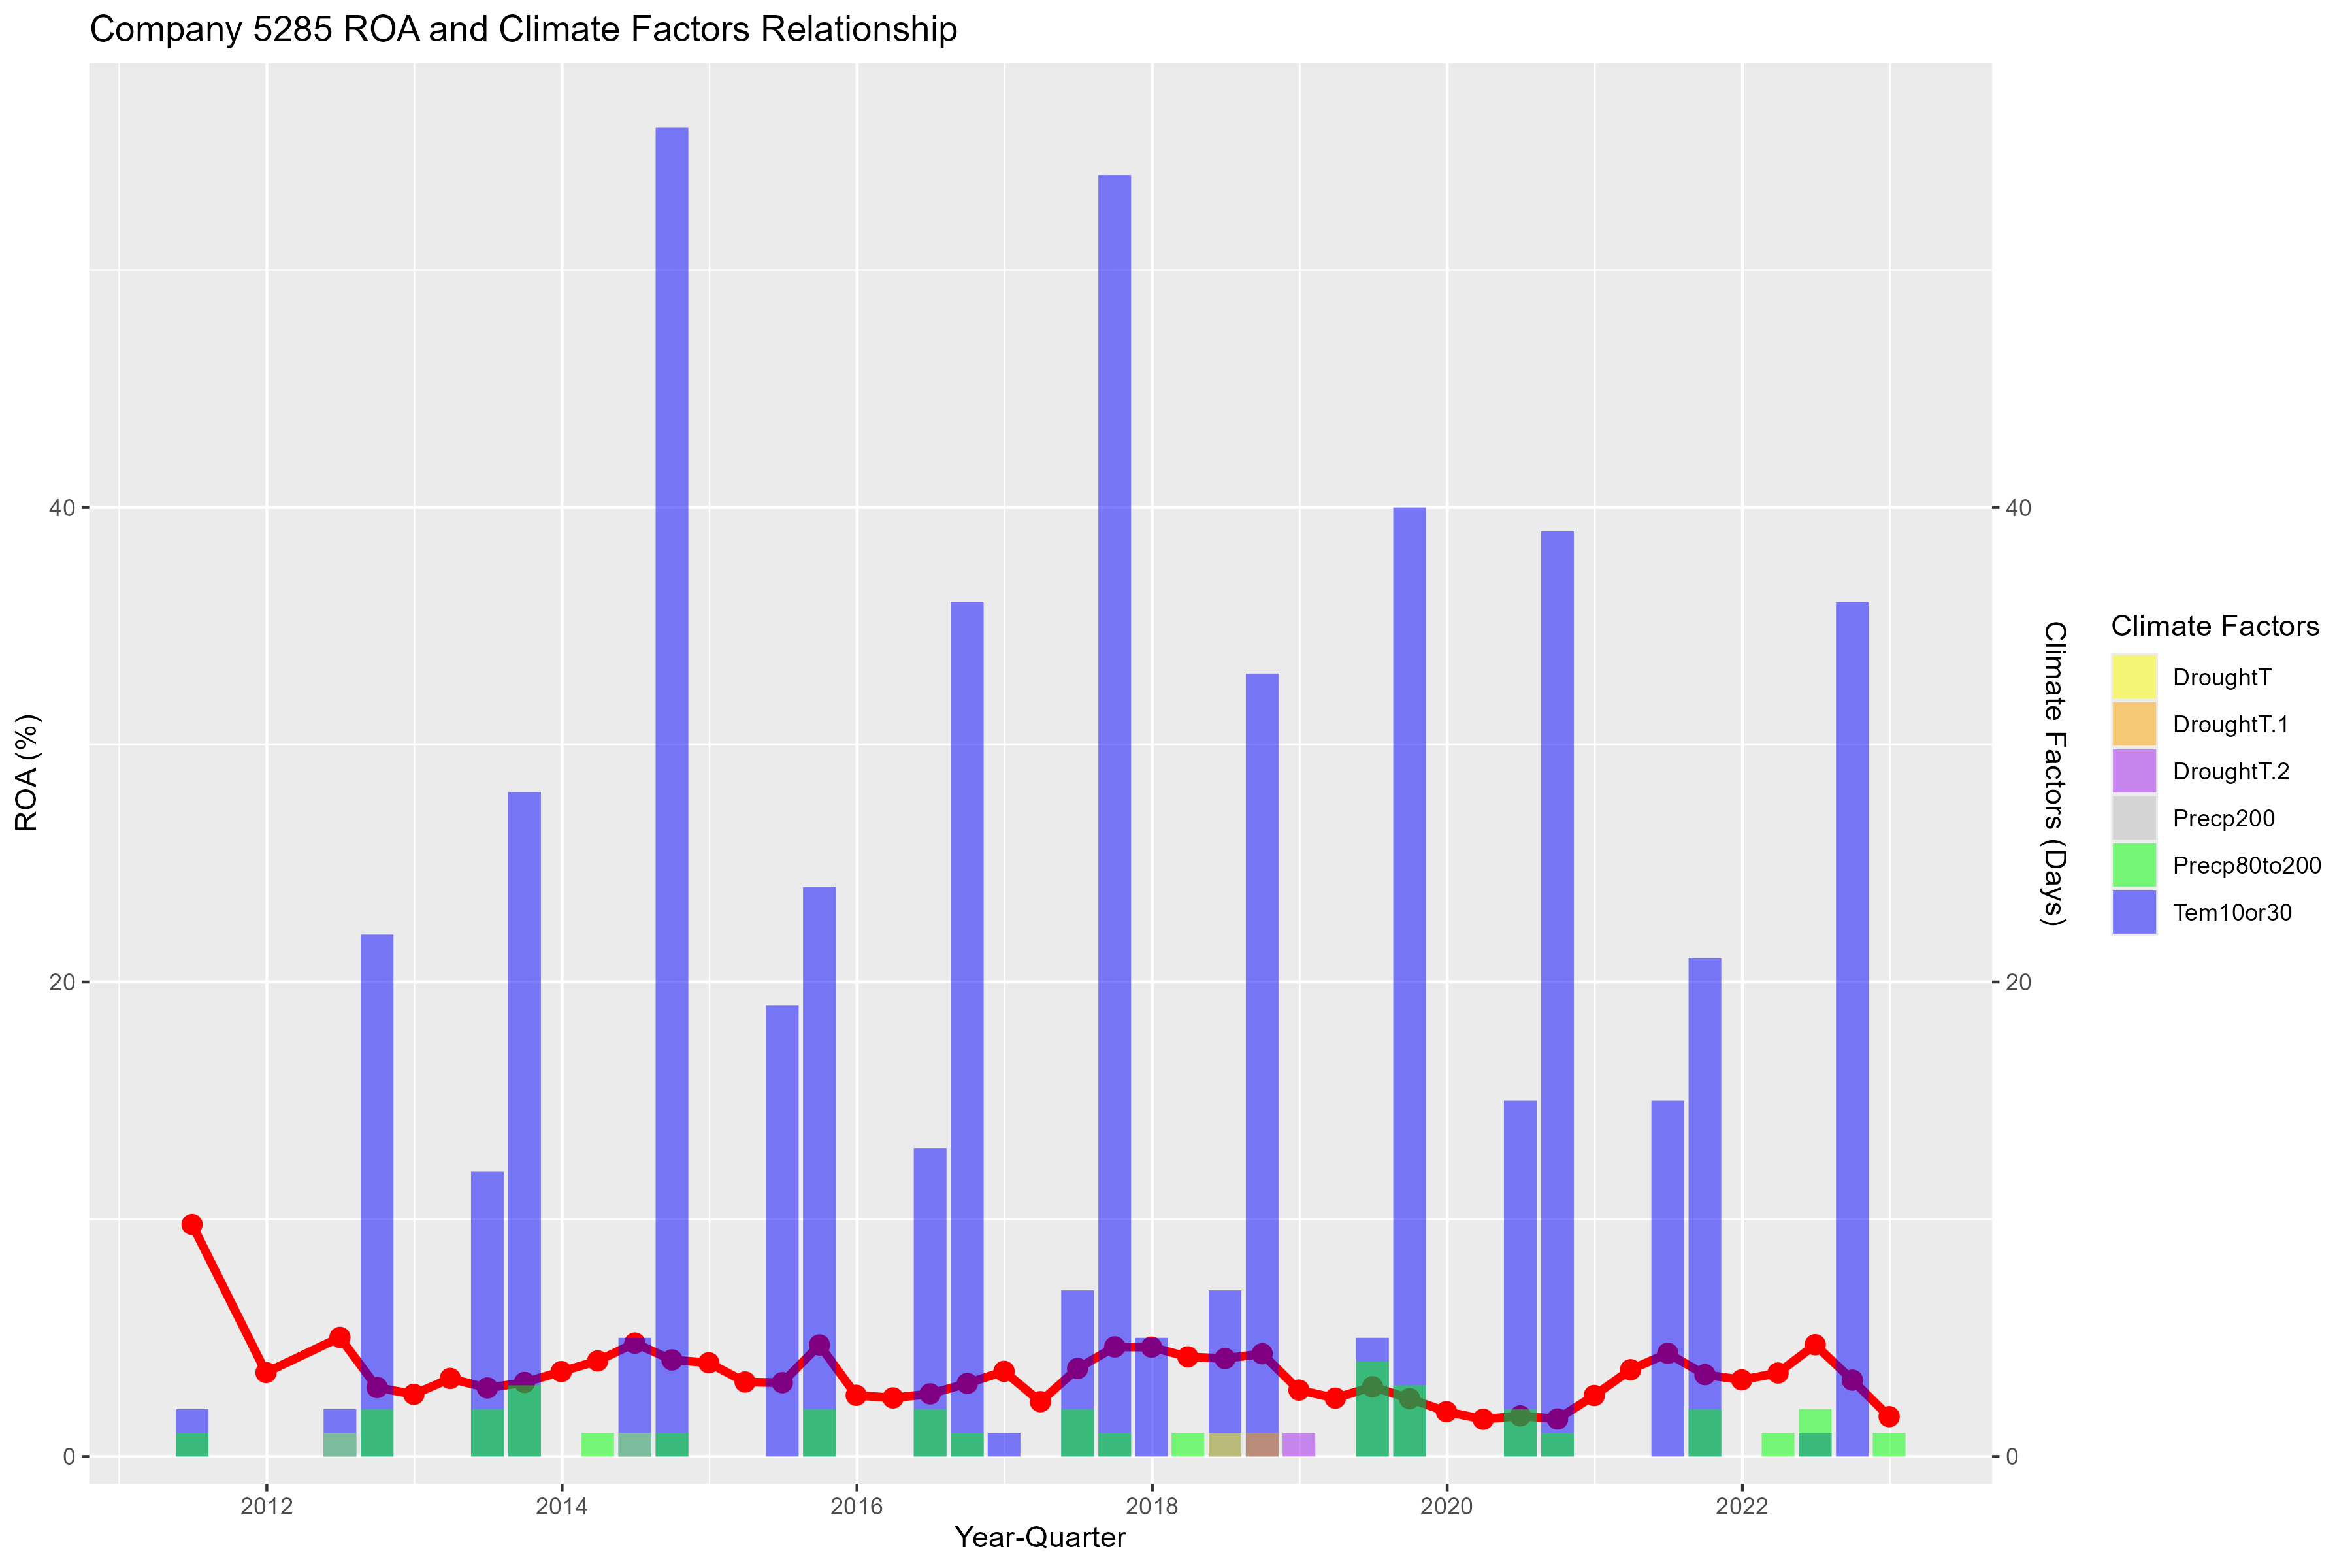 Company 5285 ROA and Climate Factors Relationship
ROA (%)
40
20
0
40
20
0
Climate Factors (Days)
2012
2014
2016
2018
2020
2022
Year-Quarter
Climate Factors
DroughtT
DroughtT.1
DroughtT.2
Precp200
Precp80to200
Tem10or30